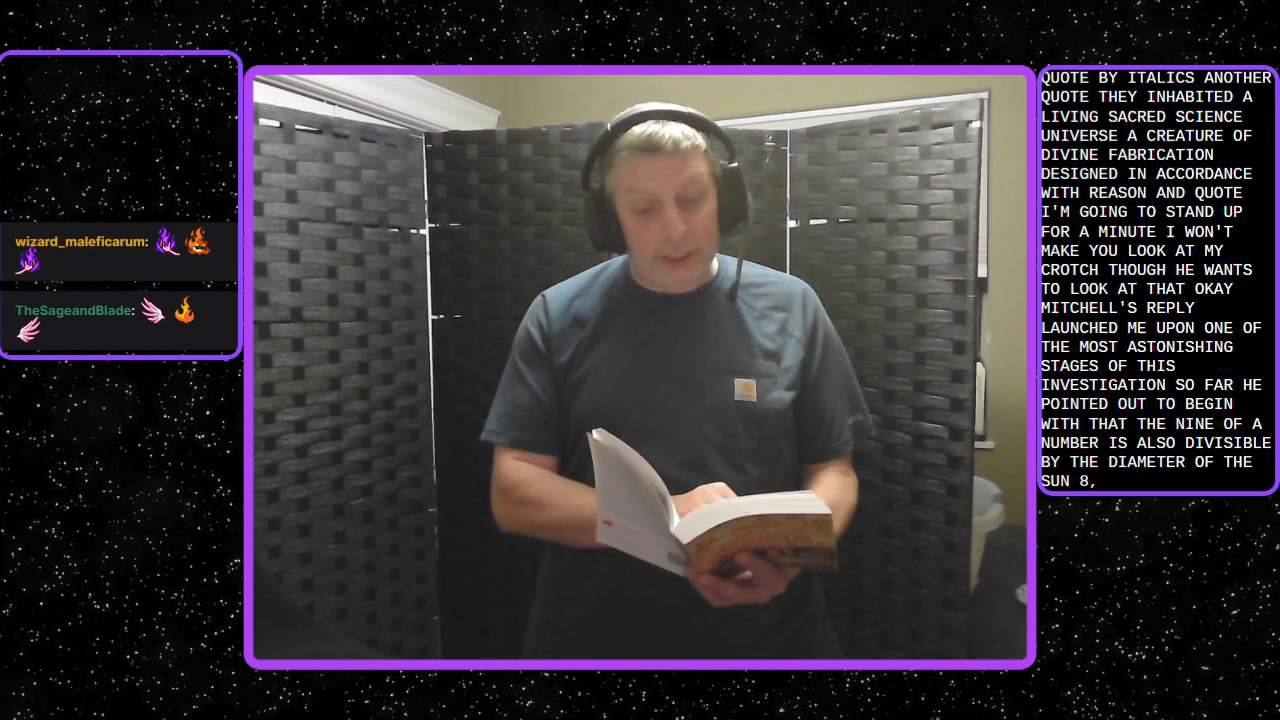 wizard_maleficarum:
TheSageandBlade:
QUOTE BY ITALICS ANOTHER
QUOTE THEY INHABITED A
LIVING SACRED SCIENCE
UNIVERSE A CREATURE OF
DIVINE FABRICATION
DESIGNED IN ACCORDANCE
WITH REASON AND QUOTE
I'M GOING TO STAND UP
FOR A MINUTE I WON'T
MAKE YOU LOOK AT MY
CROTCH THOUGH HE WANTS
TO LOOK AT THAT OKAY
MITCHELL'S REPLY
LAUNCHED ME UPON ONE OF
THE MOST ASTONISHING
STAGES OF THIS
INVESTIGATION SO FAR HE
POINTED OUT TO BEGIN
WITH THAT THE NINE OF A
NUMBER IS ALSO DIVISIBLE
BY THE DIAMETER OF THE
SUN 8,